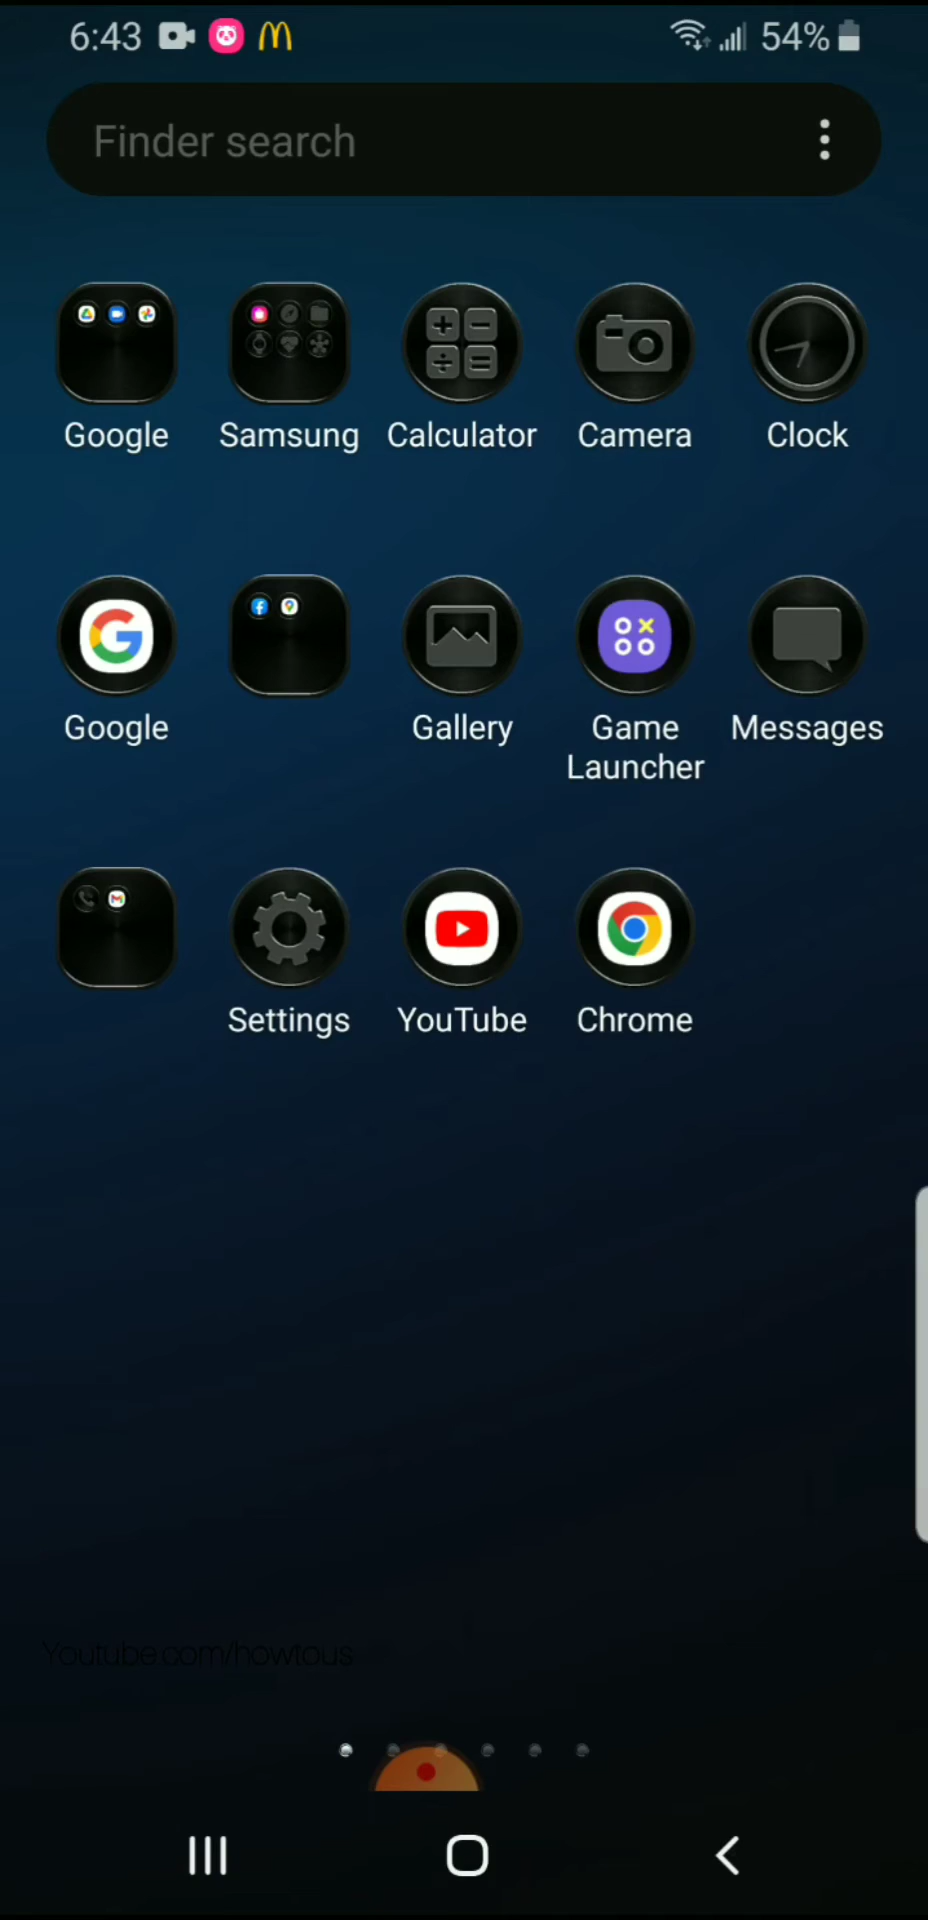 6:43 54%
Finder search
Google Samsung Calculator Camera Clock
Google Gallery Game Launcher Messages
Settings YouTube Chrome
Youtube.com/howtous